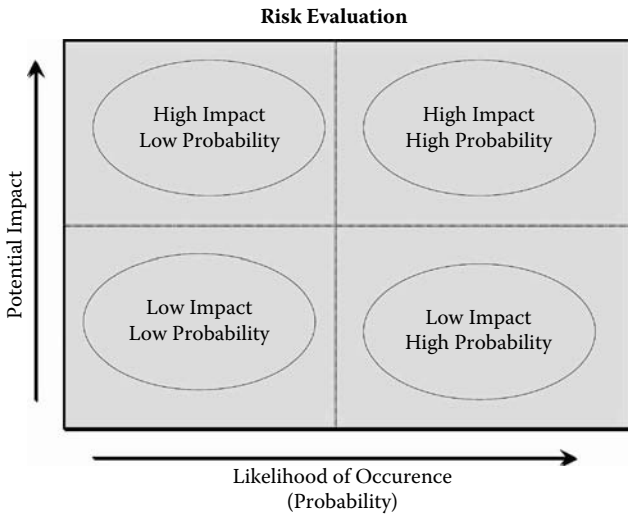 Risk Evaluation
Potential Impact
High Impact
Low Probability
High Impact
High Probability
Low Impact
Low Probability
Low Impact
High Probability
Likelihood of Occurence
(Probability)